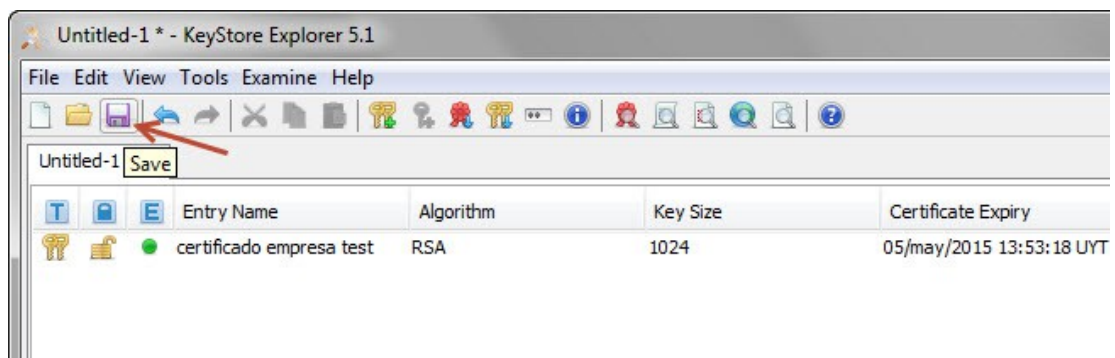 Untitled-1 * - KeyStore Explorer 5.1
File Edit View Tools Examine Help
Untitled-1
Save
T E Entry Name Algorithm Key Size Certificate Expiry
certificado empresa test RSA 1024 05/may/2015 13:53:18 UYT